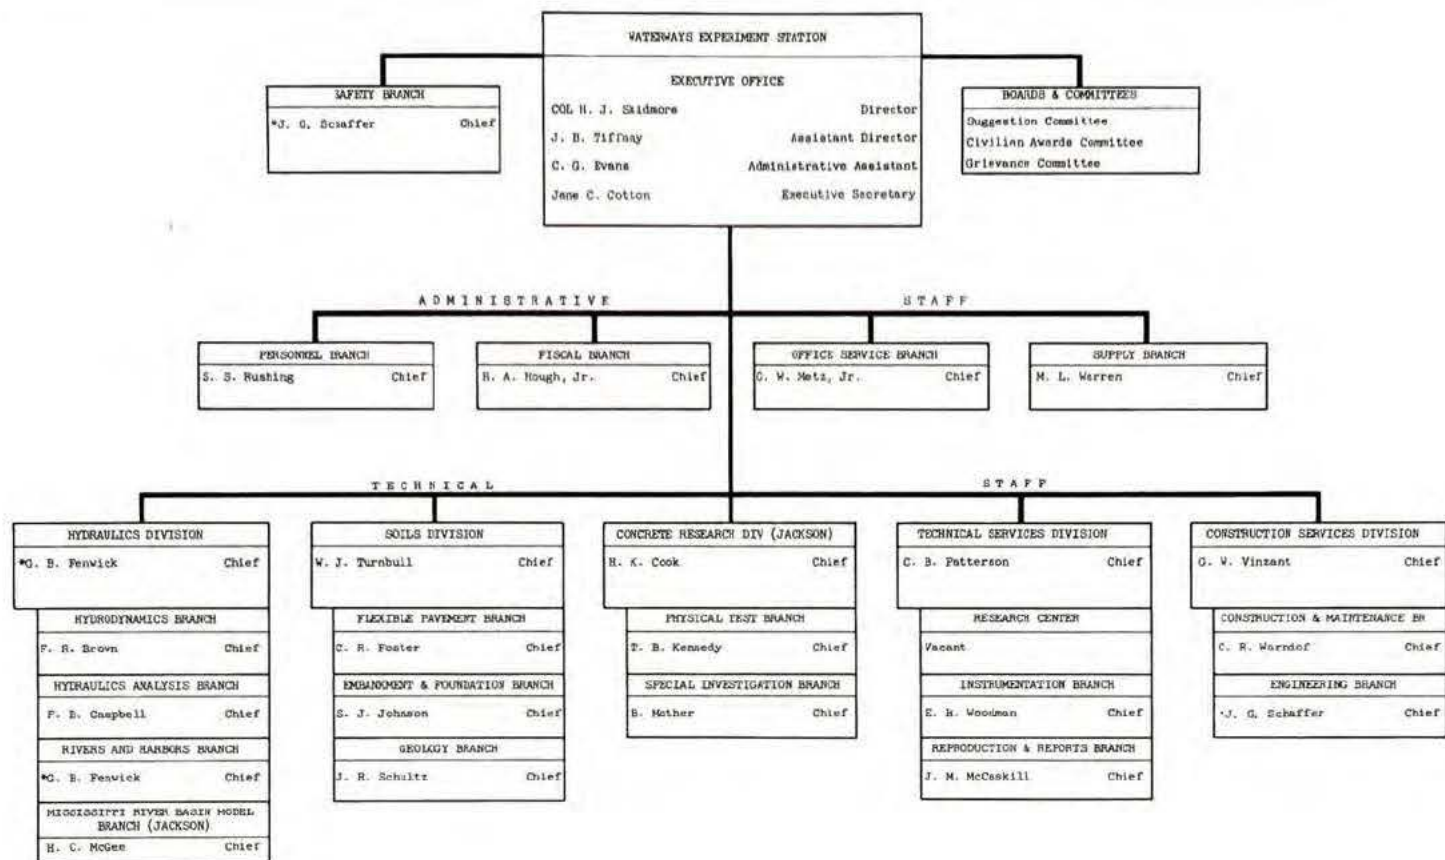 WATERWAYS EXPERIMENT STATION
EXECUTIVE OFFICE
COL H. J. Skidmore Director
J. B. Tiffany Assistant Director
C. G. Evans Administrative Assistant
Jane C. Cotton Executive Secretary
SAFETY BRANCH
*J. G. Schaffer Chief
BOARDS & COMMITTEES
Suggestion Committee
Civilian Awards Committee
Grievance Committee
ADMINISTRATIVE STAFF
PERSONNEL BRANCH
S. S. Rushing Chief
FISCAL BRANCH
R. A. Hough, Jr. Chief
OFFICE SERVICE BRANCH
C. W. Metz, Jr. Chief
SUPPLY BRANCH
M. L. Warren Chief
TECHNICAL STAFF
HYDRAULICS DIVISION
*G. B. Fenwick Chief
HYDRODYNAMICS BRANCH
F. R. Brown Chief
HYDRAULICS ANALYSIS BRANCH
F. B. Campbell Chief
RIVERS AND HARBORS BRANCH
*G. B. Fenwick Chief
MISSISSIPPI RIVER BASIN MODEL
BRANCH (JACKSON)
H. C. McGee Chief
SOILS DIVISION
W. J. Turnbull Chief
FLEXIBLE PAVEMENT BRANCH
C. R. Foster Chief
EMBANKMENT & FOUNDATION BRANCH
S. J. Johnson Chief
GEOLOGY BRANCH
J. R. Schultz Chief
CONCRETE RESEARCH DIV (JACKSON)
H. K. Cook Chief
PHYSICAL TEST BRANCH
T. B. Kennedy Chief
SPECIAL INVESTIGATION BRANCH
B. Mather Chief
TECHNICAL SERVICES DIVISION
C. B. Patterson Chief
RESEARCH CENTER
Vacant
INSTRUMENTATION BRANCH
E. H. Woodman Chief
REPRODUCTION & REPORTS BRANCH
J. M. McCaskill Chief
CONSTRUCTION SERVICES DIVISION
G. W. Vinzant Chief
CONSTRUCTION & MAINTENANCE BR
C. R. Warndof Chief
ENGINEERING BRANCH
*J. G. Schaffer Chief